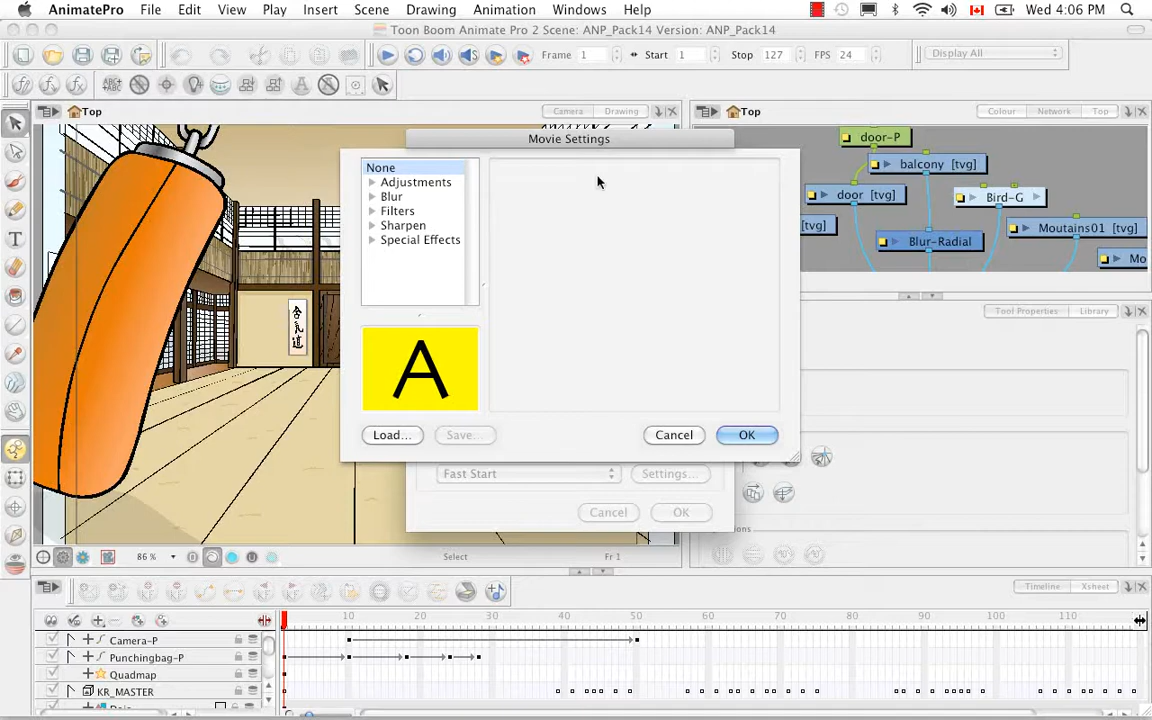 AnimatePro File Edit View Play Insert Scene Drawing Animation Windows Help Wed 4:06 PM
Toon Boom Animate Pro 2 Scene: ANP_Pack14 Version: ANP_Pack14
Frame 1 Start 1 Stop 127 FPS 24 Display All
Top Camera Drawing Top Colour Network Top
Movie Settings
None
Adjustments
Blur
Filters
Sharpen
Special Effects
A
Load... Save... Cancel OK
Fast Start Settings...
Cancel OK
合
氣
道
door-P
balcony [tvg]
door [tvg]
Bird-G
[tvg]
Moutains01 [tvg]
Blur-Radial
Mo
Tool Properties Library
86 % Select Fr 1
Timeline Xsheet
10 20 30 40 50 60 70 80 90 100 110
Camera-P
Punchingbag-P
Quadmap
KR_MASTER